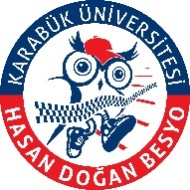 KARABÜK ÜNİVERSİTESİ
HASAN DOĞAN BESYO